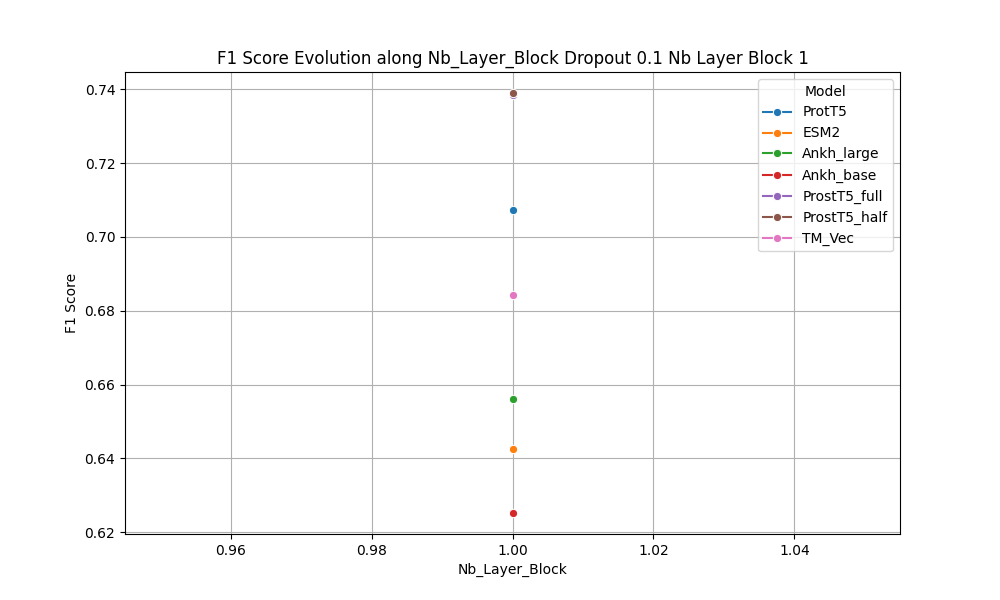 F1 Score Evolution along Nb_Layer_Block Dropout 0.1 Nb Layer Block 1
0.74
0.72
0.70
0.68
0.66
0.64
0.62
F1 Score
Model
ProtT5
ESM2
Ankh_large
Ankh_base
ProstT5_full
ProstT5_half
TM_Vec
0.96
0.98
1.00
1.02
1.04
Nb_Layer_Block